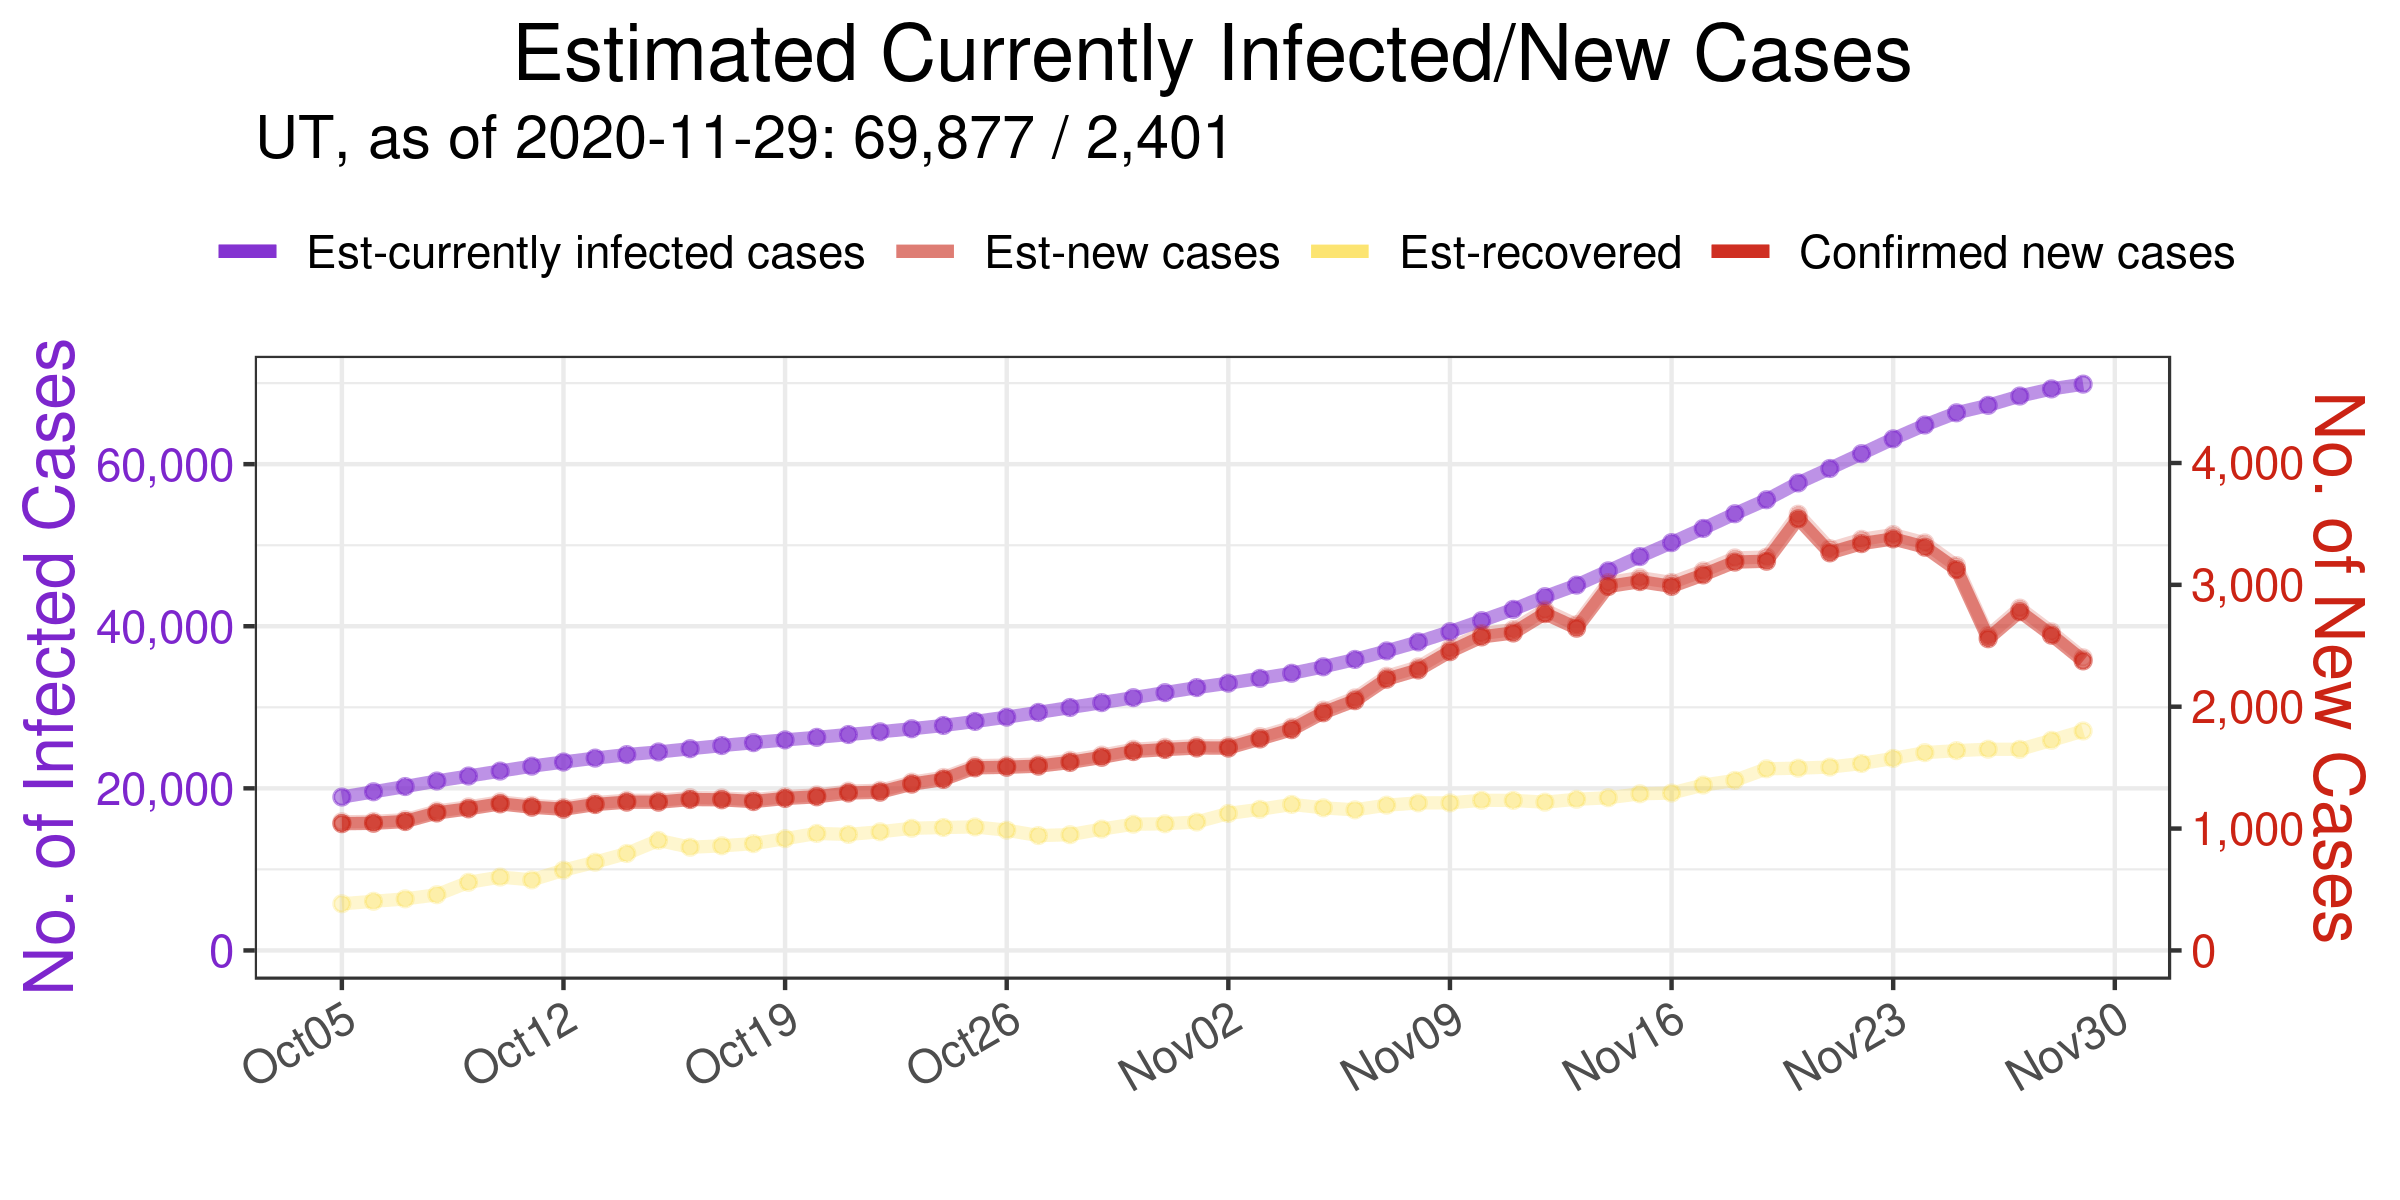 Estimated Currently Infected/New Cases
UT, as of 2020-11-29: 69,877 / 2,401
Est-currently infected cases Est-new cases Est-recovered Confirmed new cases
No. of Infected Cases
60,000
40,000
20,000
0
4,000
3,000
2,000
1,000
0
No. of New Cases
Oct05 Oct12 Oct19 Oct26 Nov02 Nov09 Nov16 Nov23 Nov30